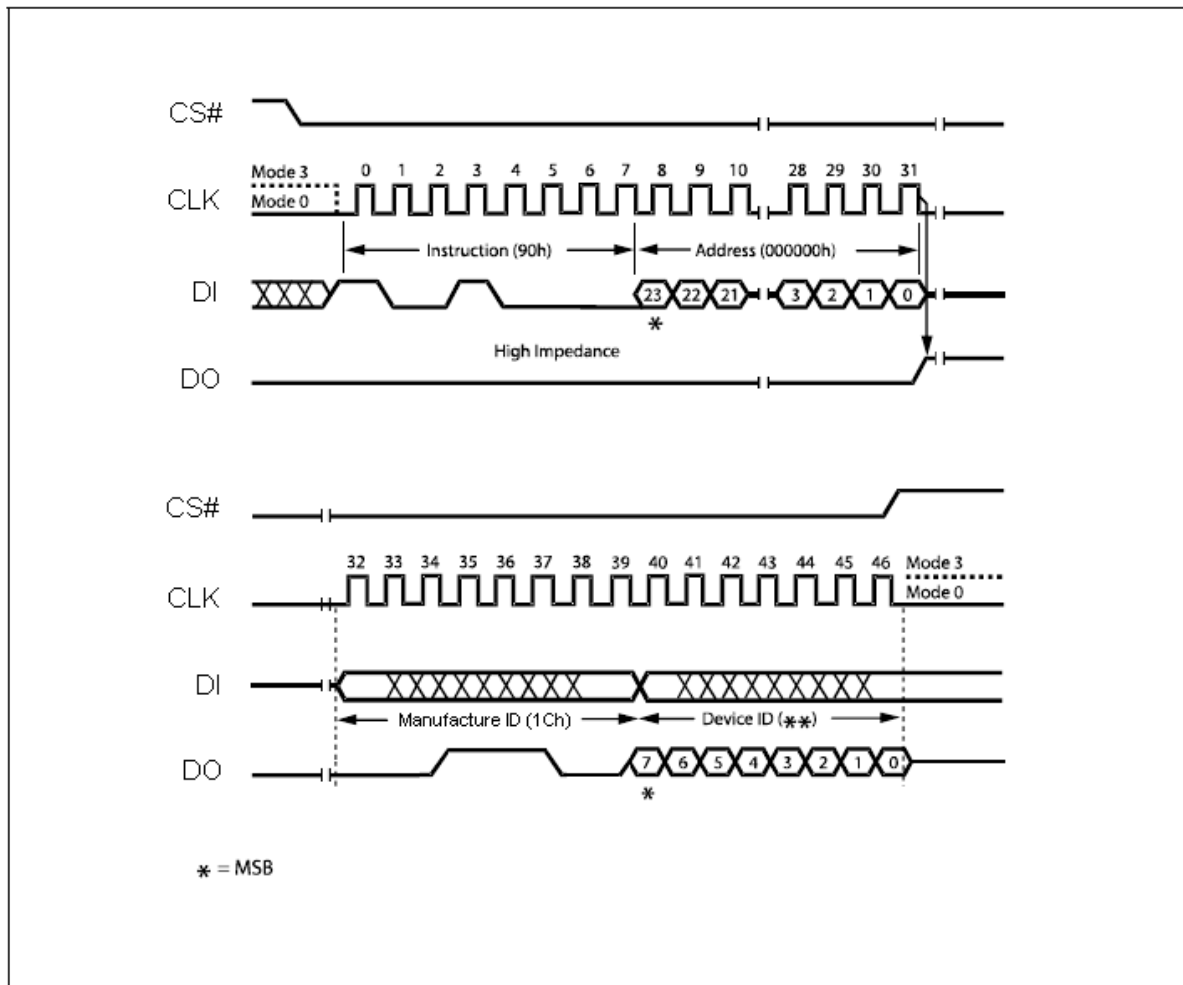 CS#
Mode 3 0 1 2 3 4 5 6 7 8 9 10 28 29 30 31
CLK Mode 0
Instruction (90h) Address (000000h)
DI 23 22 21 3 2 1 0
*
High Impedance
DO
CS#
32 33 34 35 36 37 38 39 40 41 42 43 44 45 46 Mode 3
CLK Mode 0
DI
Manufacture ID (1Ch) Device ID (**)
DO 7 6 5 4 3 2 1 0
*
* = MSB